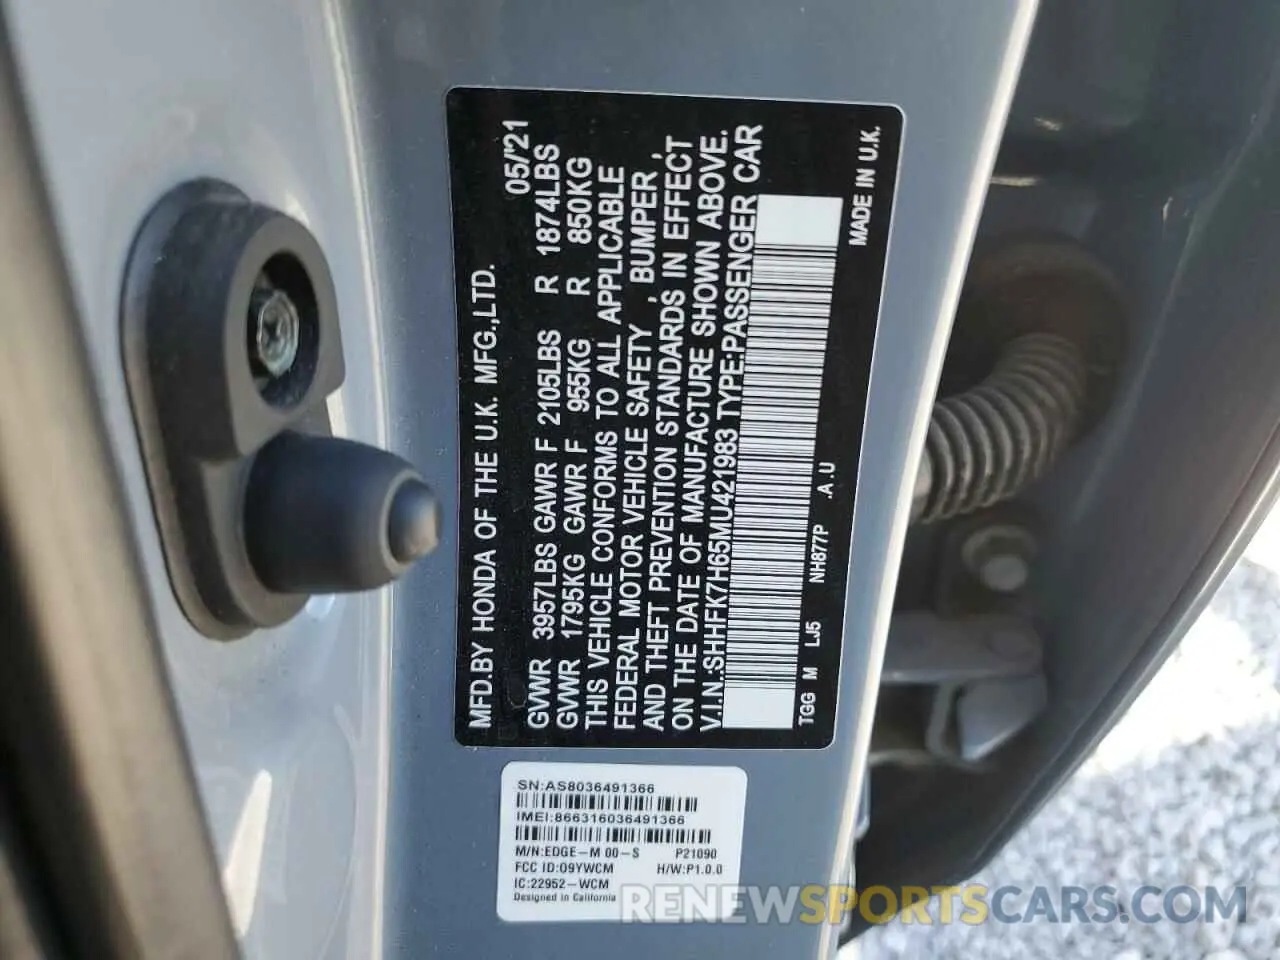 MFD.BY HONDA OF THE U.K. MFG.,LTD.
05/'21
GVWR 3957LBS GAWR F 2105LBS R 1874LBS
GVWR 1795KG GAWR F 955KG R 850KG
THIS VEHICLE CONFORMS TO ALL APPLICABLE
FEDERAL MOTOR VEHICLE SAFETY , BUMPER ,
AND THEFT PREVENTION STANDARDS IN EFFECT
ON THE DATE OF MANUFACTURE SHOWN ABOVE.
V.I.N.:SHHFK7H65MU421983 TYPE:PASSENGER CAR
TGG M LJ5 NH877P .A.U
MADE IN U.K.
SN:AS8036491366
IMEI:866316036491366
M/N:EDGE-M 00-S P21090
FCC ID:O9YWCM H/W:P1.0.0
IC:22952-WCM
Designed in California
RENEWSPORTSCARS.COM